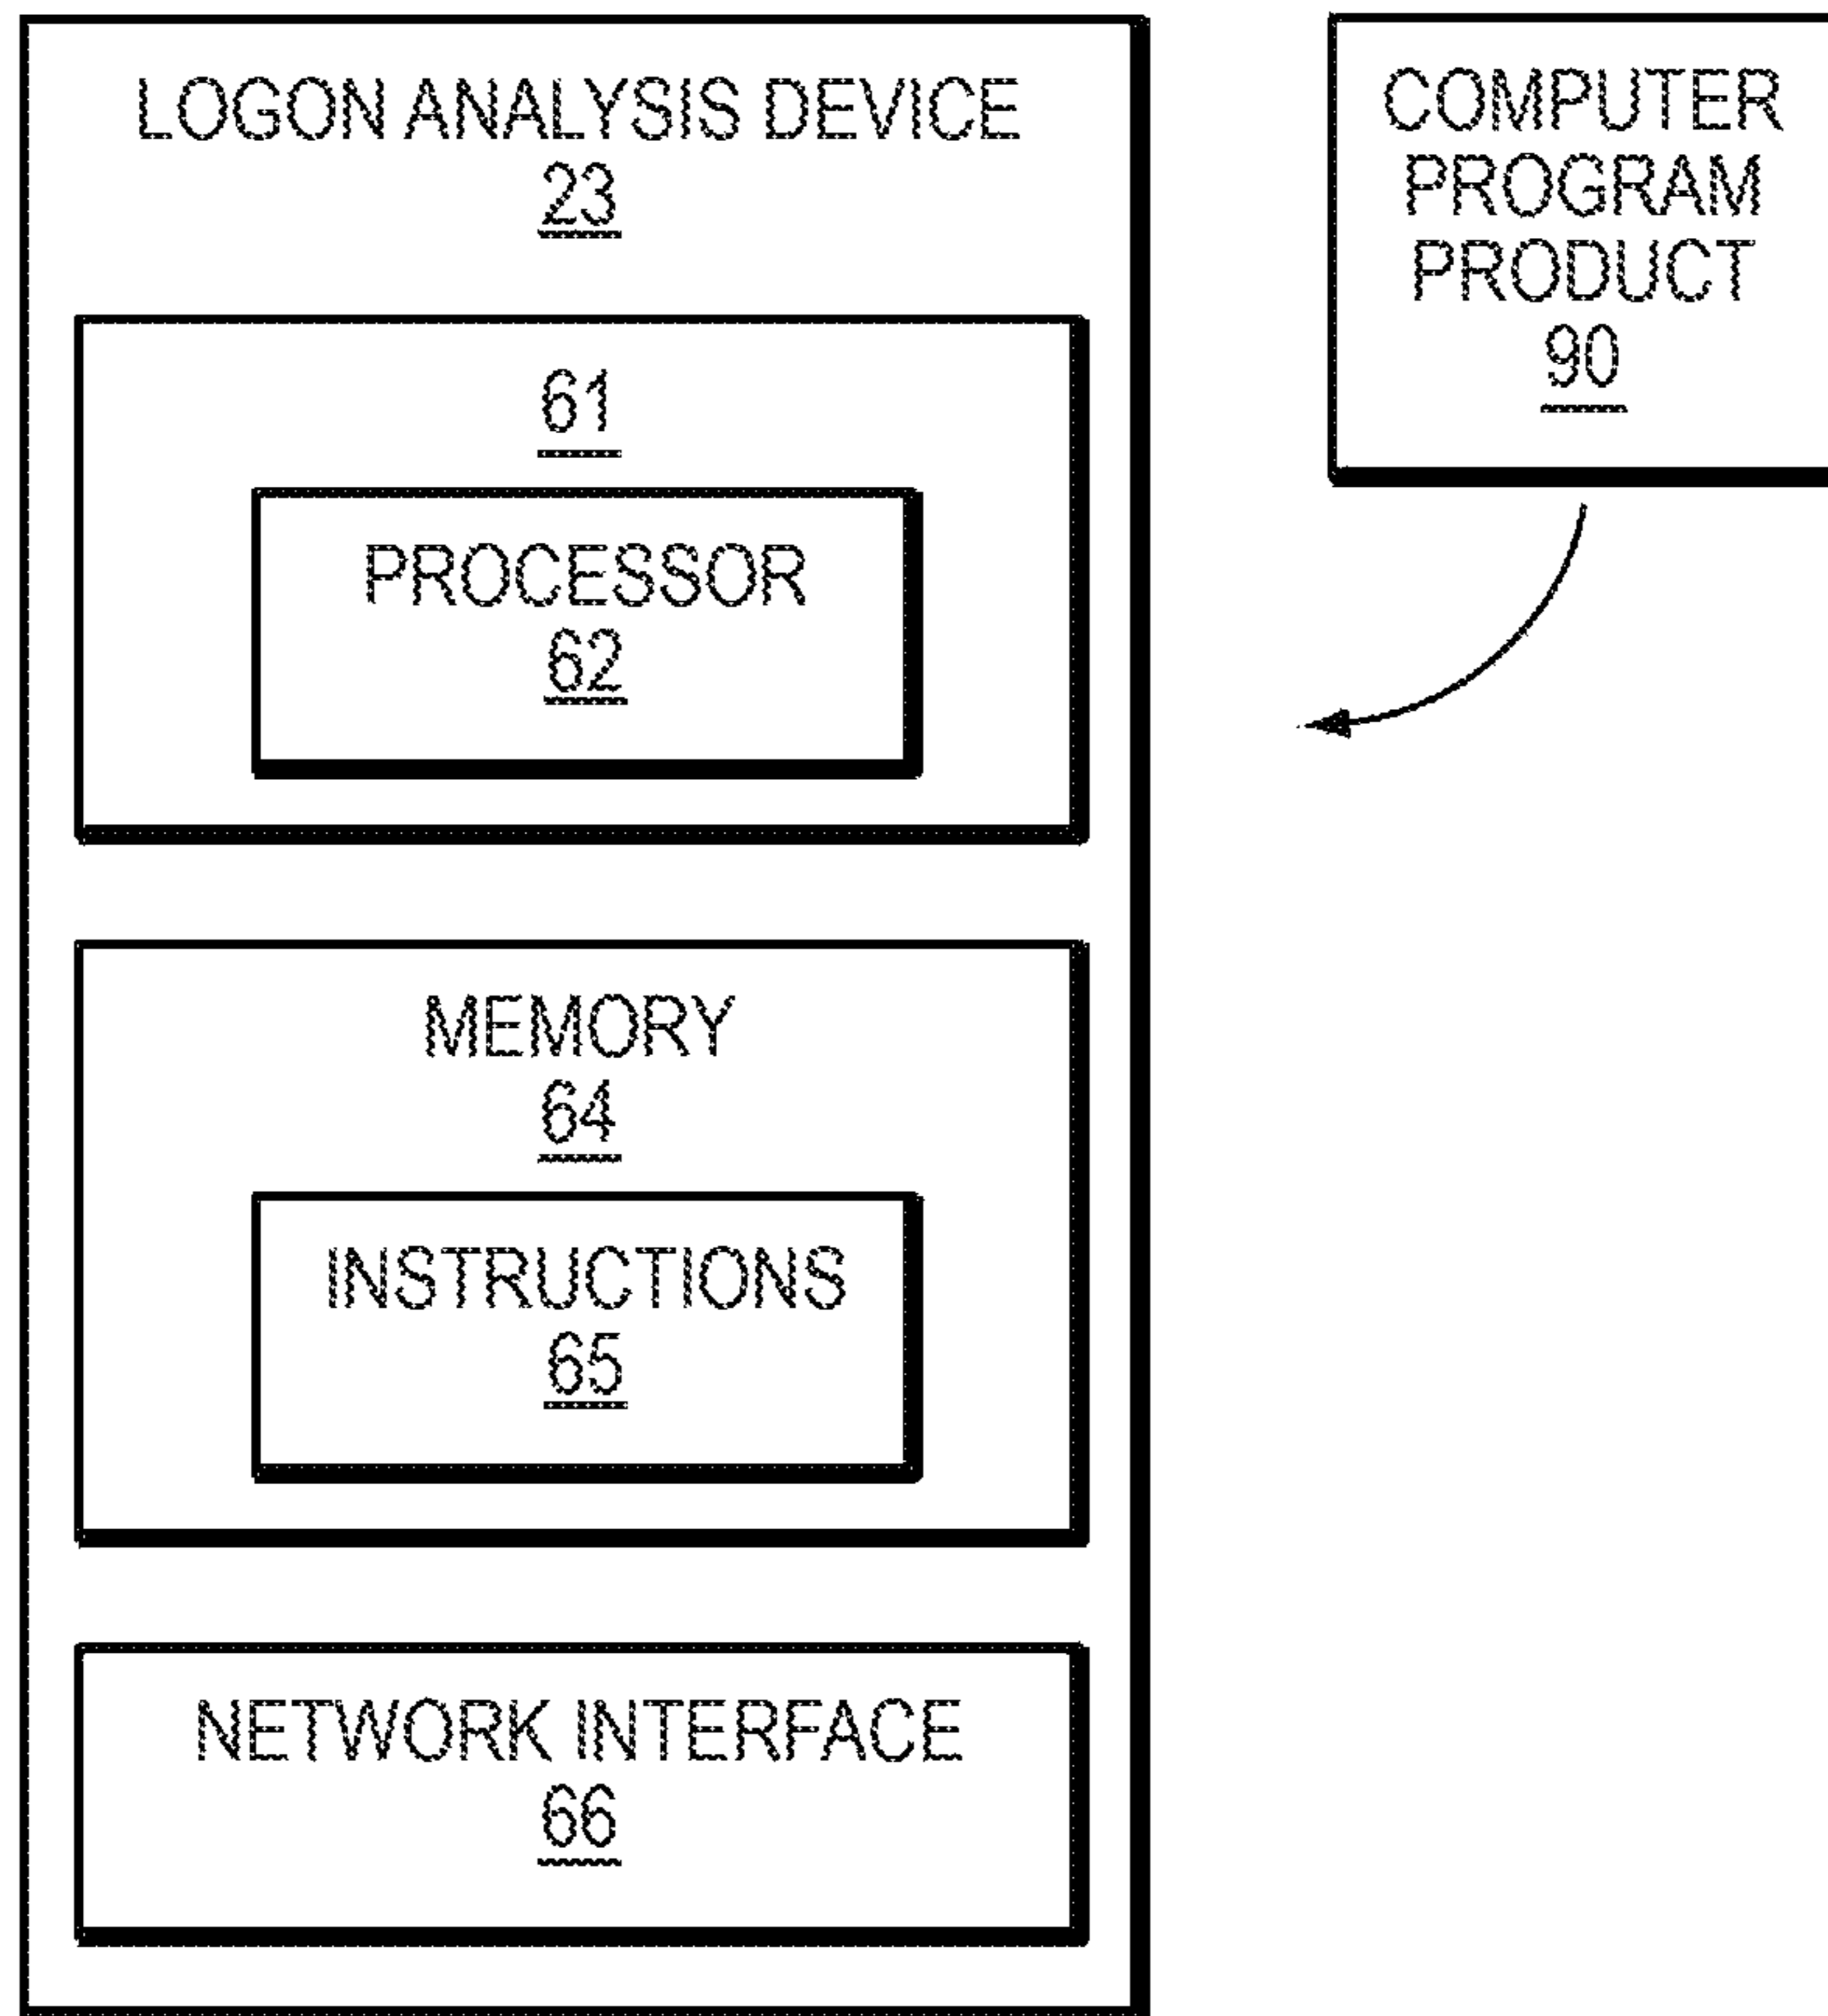 LOGON ANALYSIS DEVICE
23
61
PROCESSOR
62
MEMORY
64
INSTRUCTIONS
65
NETWORK INTERFACE
66
COMPUTER
PROGRAM
PRODUCT
90